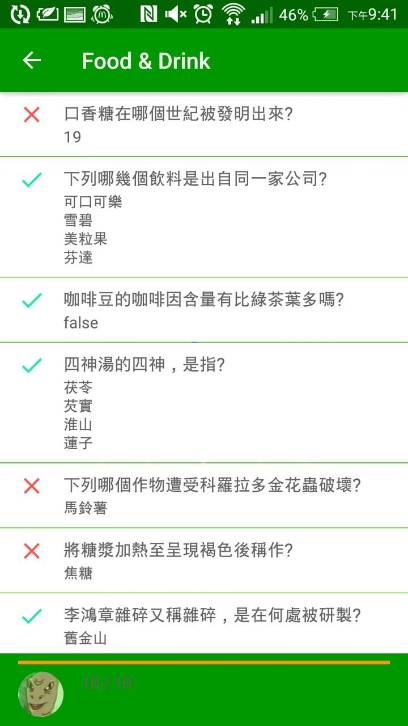 46% 下午9:41
Food & Drink
口香糖在哪個世紀被發明出來?
19
下列哪幾個飲料是出自同一家公司?
可口可樂
雪碧
美粒果
芬達
咖啡豆的咖啡因含量有比綠茶葉多嗎?
false
四神湯的四神，是指?
茯苓
芡實
淮山
蓮子
下列哪個作物遭受科羅拉多金花蟲破壞?
馬鈴薯
將糖漿加熱至呈現褐色後稱作?
焦糖
李鴻章雜碎又稱雜碎，是在何處被研製?
舊金山